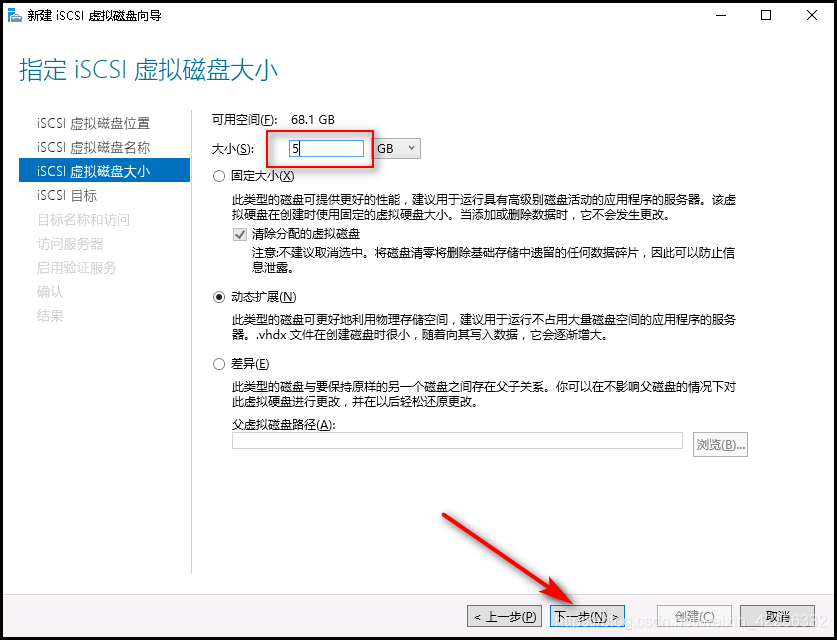 新建 iSCSI 虚拟磁盘向导
指定 iSCSI 虚拟磁盘大小
iSCSI 虚拟磁盘位置
iSCSI 虚拟磁盘名称
iSCSI 虚拟磁盘大小
iSCSI 目标
目标名称和访问
访问服务器
启用验证服务
确认
结果
可用空间(F): 68.1 GB
大小(S): 5 GB
固定大小(X)
此类型的磁盘可提供更好的性能，建议用于运行具有高级别磁盘活动的应用程序的服务器。该虚
拟硬盘在创建时使用固定的虚拟硬盘大小。当添加或删除数据时，它不会发生更改。
清除分配的虚拟磁盘
注意:不建议取消选中。将磁盘清零将删除基础存储中遗留的任何数据碎片，因此可以防止信
息泄露。
动态扩展(N)
此类型的磁盘可更好地利用物理存储空间，建议用于运行不占用大量磁盘空间的应用程序的服务
器。.vhdx 文件在创建磁盘时很小，随着向其写入数据，它会逐渐增大。
差异(E)
此类型的磁盘与要保持原样的另一个磁盘之间存在父子关系。你可以在不影响父磁盘的情况下对
此虚拟硬盘进行更改，并在以后轻松还原更改。
父虚拟磁盘路径(A):
浏览(B)...
< 上一步(P) 下一步(N) > 创建(C) 取消